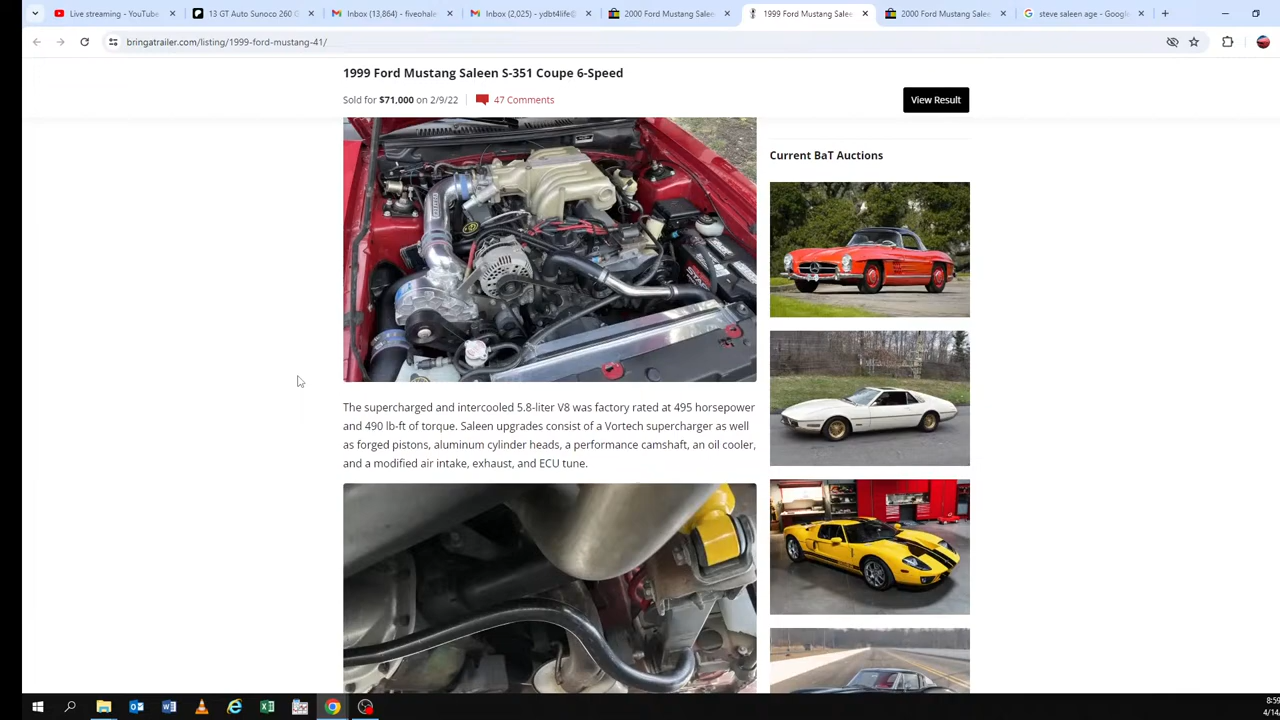 Live streaming - YouTube
13 GT Auto Sunoco 260 G
Inbox (13,864) - fiveohale
Inbox (2,025) - ydbt4life@
2000 Ford Mustang Saleen
1999 Ford Mustang Salee
2000 Ford Mustang Saleen
steve saleen age - Google
bringatrailer.com/listing/1999-ford-mustang-41/
1999 Ford Mustang Saleen S-351 Coupe 6-Speed
Sold for $71,000 on 2/9/22
47 Comments
View Result
Current BaT Auctions
The supercharged and intercooled 5.8-liter V8 was factory rated at 495 horsepower
and 490 lb-ft of torque. Saleen upgrades consist of a Vortech supercharger as well
as forged pistons, aluminum cylinder heads, a performance camshaft, an oil cooler,
and a modified air intake, exhaust, and ECU tune.
8:59
4/14/